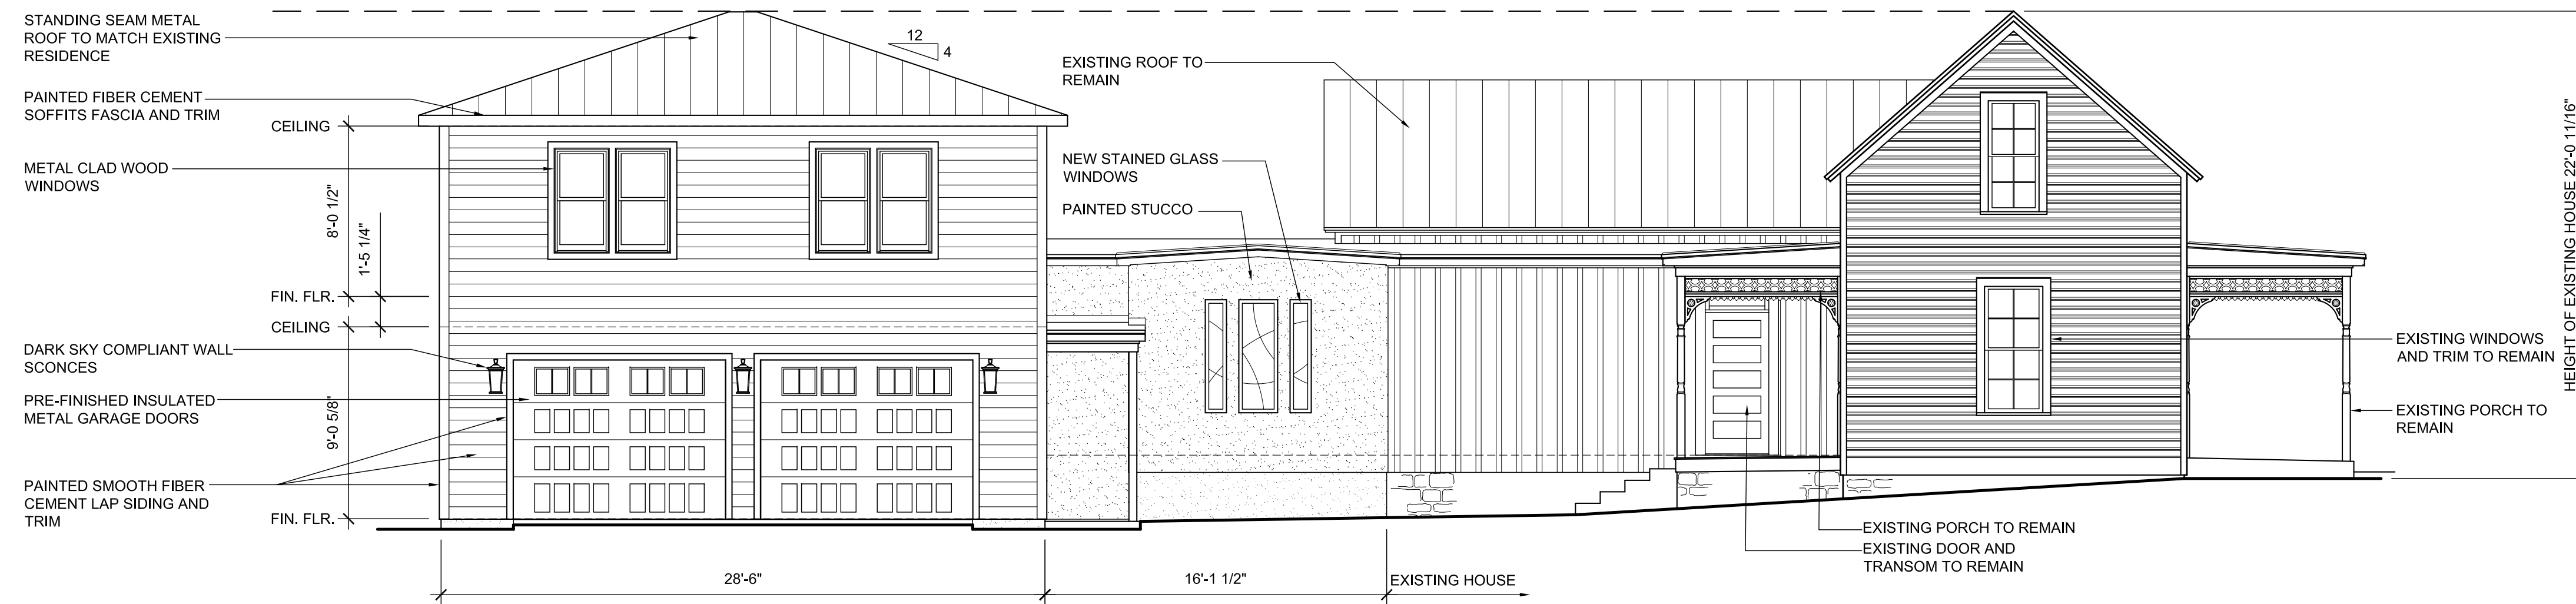 STANDING SEAM METAL
ROOF TO MATCH EXISTING
RESIDENCE
PAINTED FIBER CEMENT
SOFFITS FASCIA AND TRIM
CEILING
METAL CLAD WOOD
WINDOWS
8'-0 1/2"
1'-5 1/4"
FIN. FLR.
CEILING
DARK SKY COMPLIANT WALL
SCONCES
PRE-FINISHED INSULATED
METAL GARAGE DOORS
9'-0 5/8"
PAINTED SMOOTH FIBER
CEMENT LAP SIDING AND
TRIM
FIN. FLR.
12
4
EXISTING ROOF TO
REMAIN
NEW STAINED GLASS
WINDOWS
PAINTED STUCCO
28'-6"
16'-1 1/2"
EXISTING HOUSE
EXISTING PORCH TO REMAIN
EXISTING DOOR AND
TRANSOM TO REMAIN
EXISTING WINDOWS
AND TRIM TO REMAIN
EXISTING PORCH TO
REMAIN
HEIGHT OF EXISTING HOUSE 22'-0 11/16"